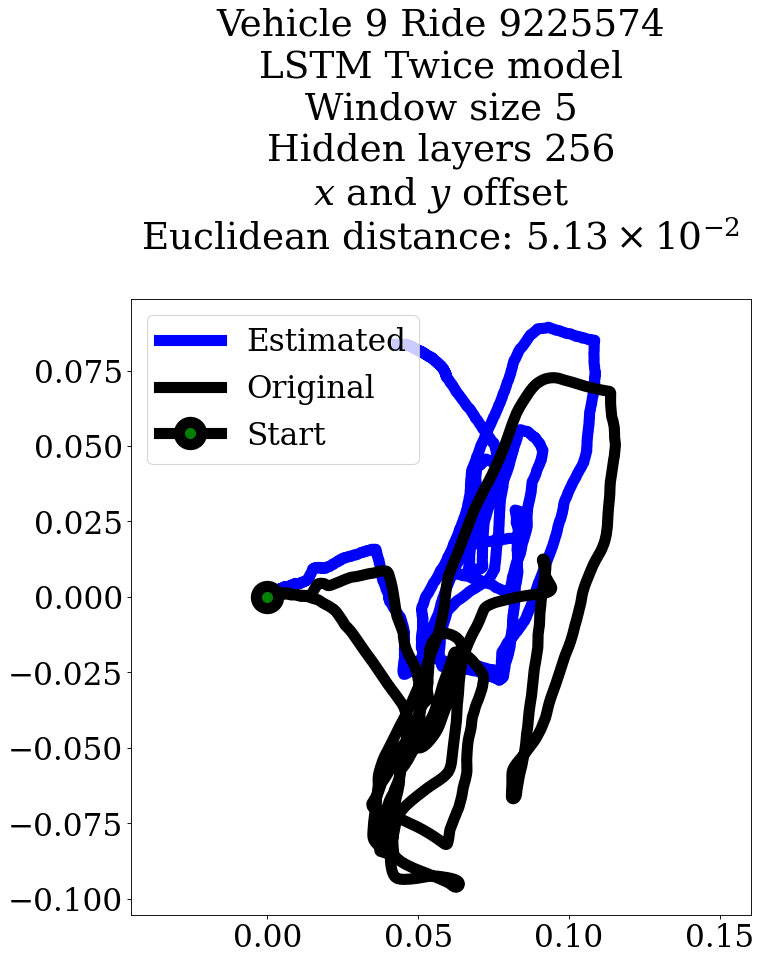 Vehicle 9 Ride 9225574
LSTM Twice model
Window size 5
Hidden layers 256
x and y offset
Euclidean distance: 5.13 × 10⁻²
Estimated
Original
Start
0.075
0.050
0.025
0.000
−0.025
−0.050
−0.075
−0.100
0.00 0.05 0.10 0.15